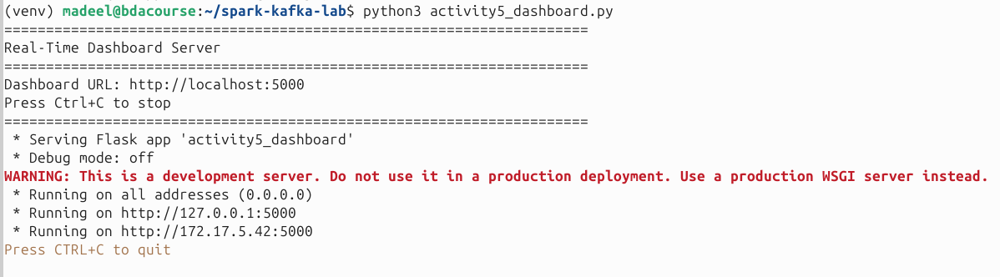 (venv) madeel@bdacourse:~/spark-kafka-lab$ python3 activity5_dashboard.py
======================================================================
Real-Time Dashboard Server
======================================================================
Dashboard URL: http://localhost:5000
Press Ctrl+C to stop
======================================================================
 * Serving Flask app 'activity5_dashboard'
 * Debug mode: off
WARNING: This is a development server. Do not use it in a production deployment. Use a production WSGI server instead.
 * Running on all addresses (0.0.0.0)
 * Running on http://127.0.0.1:5000
 * Running on http://172.17.5.42:5000
Press CTRL+C to quit